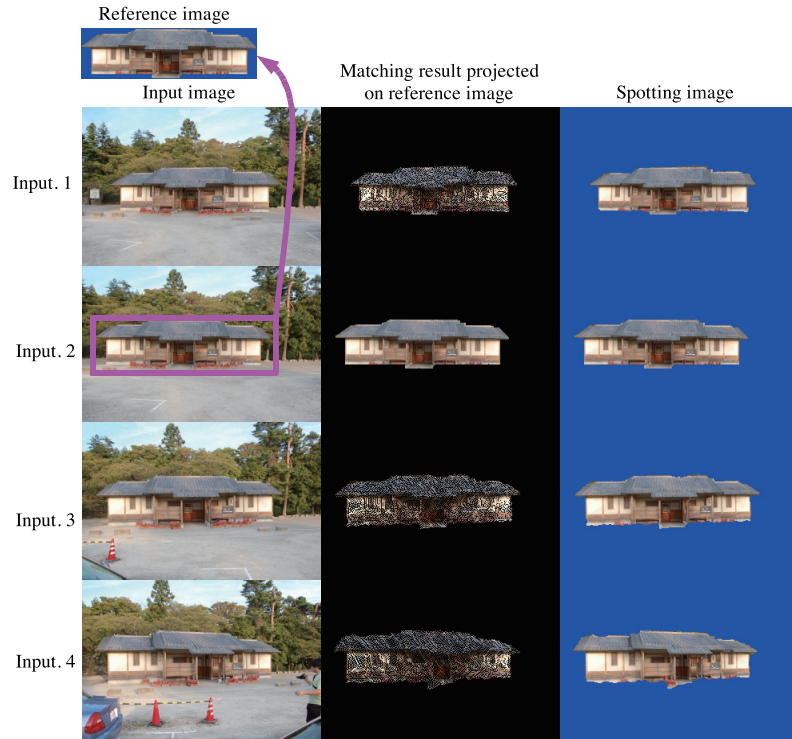 Reference image
Input image
Matching result projected
on reference image
Spotting image
Input. 1
Input. 2
Input. 3
Input. 4